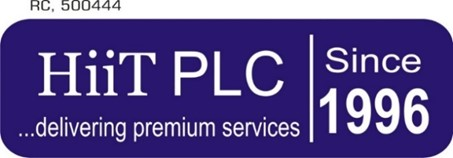 RC, 500444
HiiT PLC
...delivering premium services
Since
1996